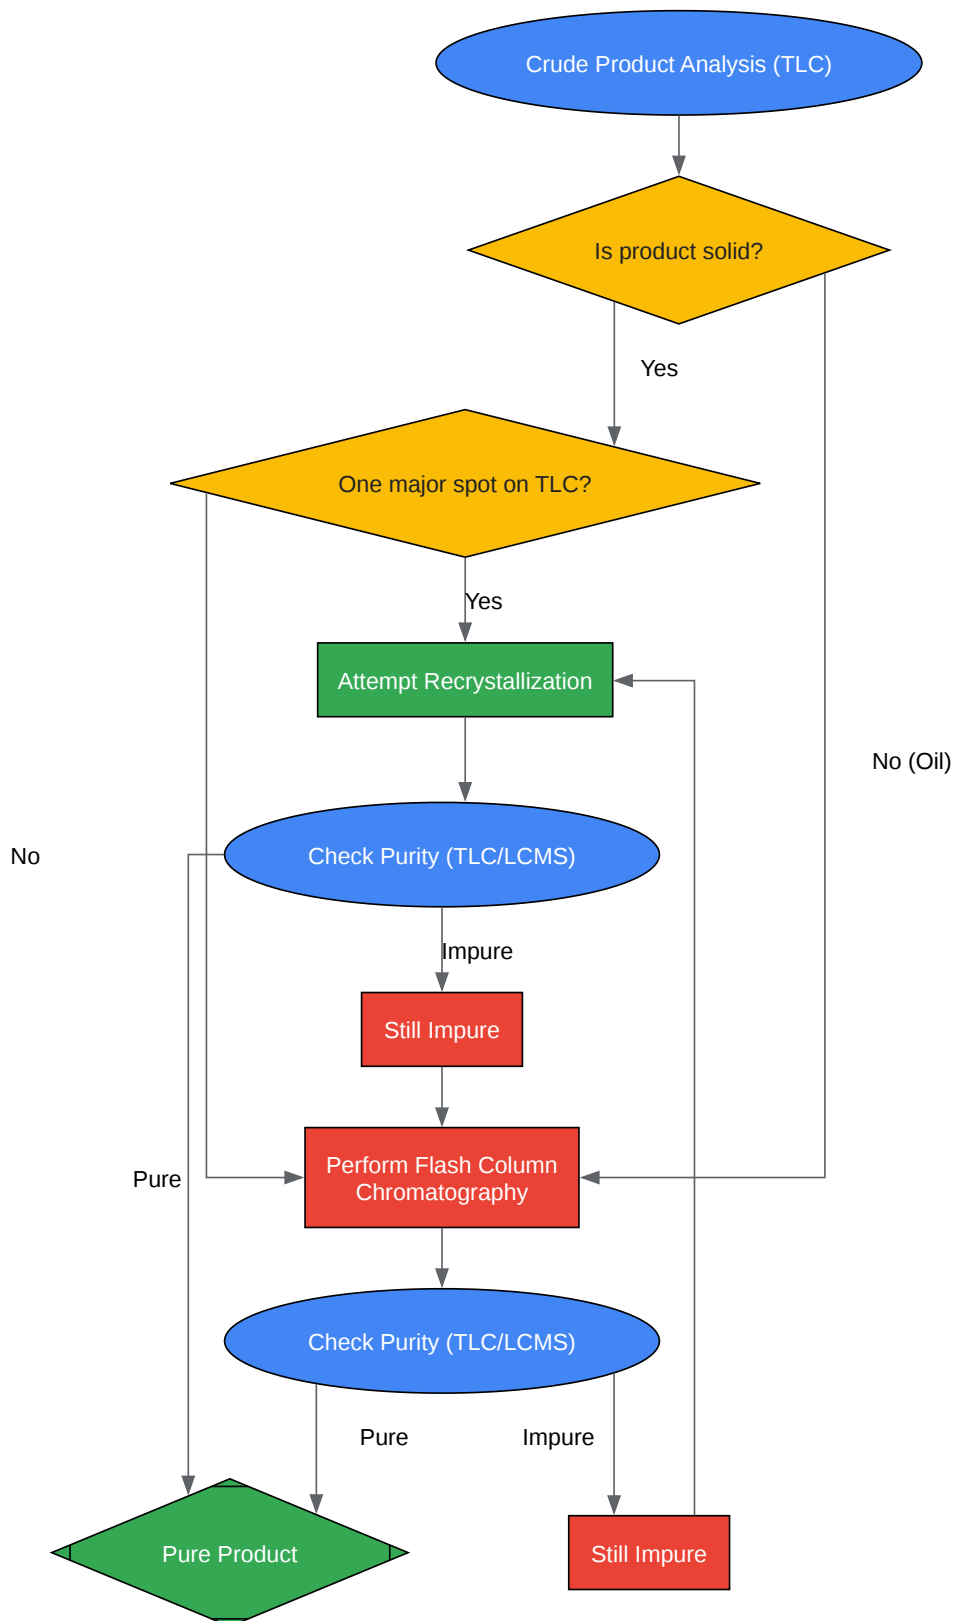 Crude Product Analysis (TLC)
Is product solid?
Yes
One major spot on TLC?
Yes
Attempt Recrystallization
No (Oil)
No
Check Purity (TLC/LCMS)
Impure
Still Impure
Perform Flash Column
Chromatography
Pure
Check Purity (TLC/LCMS)
Pure
Impure
Pure Product
Still Impure